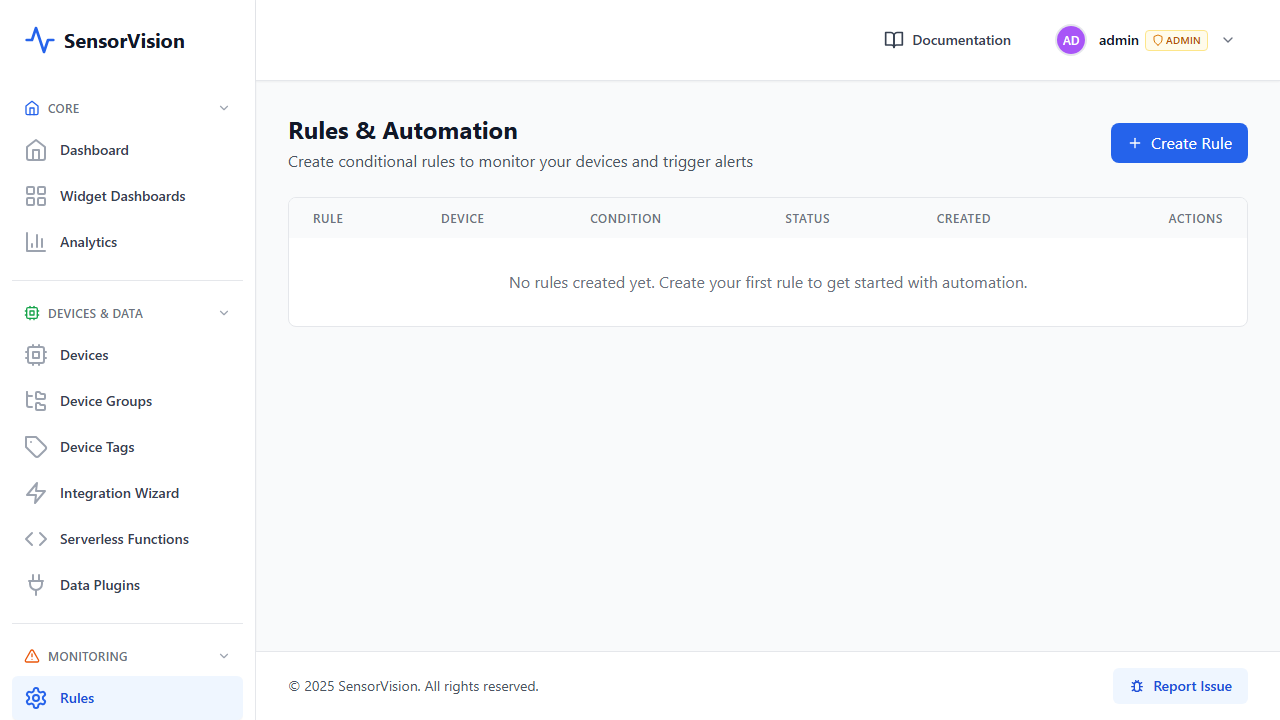 SensorVision
Documentation
AD
admin
ADMIN
CORE
Dashboard
Widget Dashboards
Analytics
DEVICES & DATA
Devices
Device Groups
Device Tags
Integration Wizard
Serverless Functions
Data Plugins
MONITORING
Rules
Rules & Automation
Create conditional rules to monitor your devices and trigger alerts
Create Rule
RULE DEVICE CONDITION STATUS CREATED ACTIONS
No rules created yet. Create your first rule to get started with automation.
© 2025 SensorVision. All rights reserved.
Report Issue